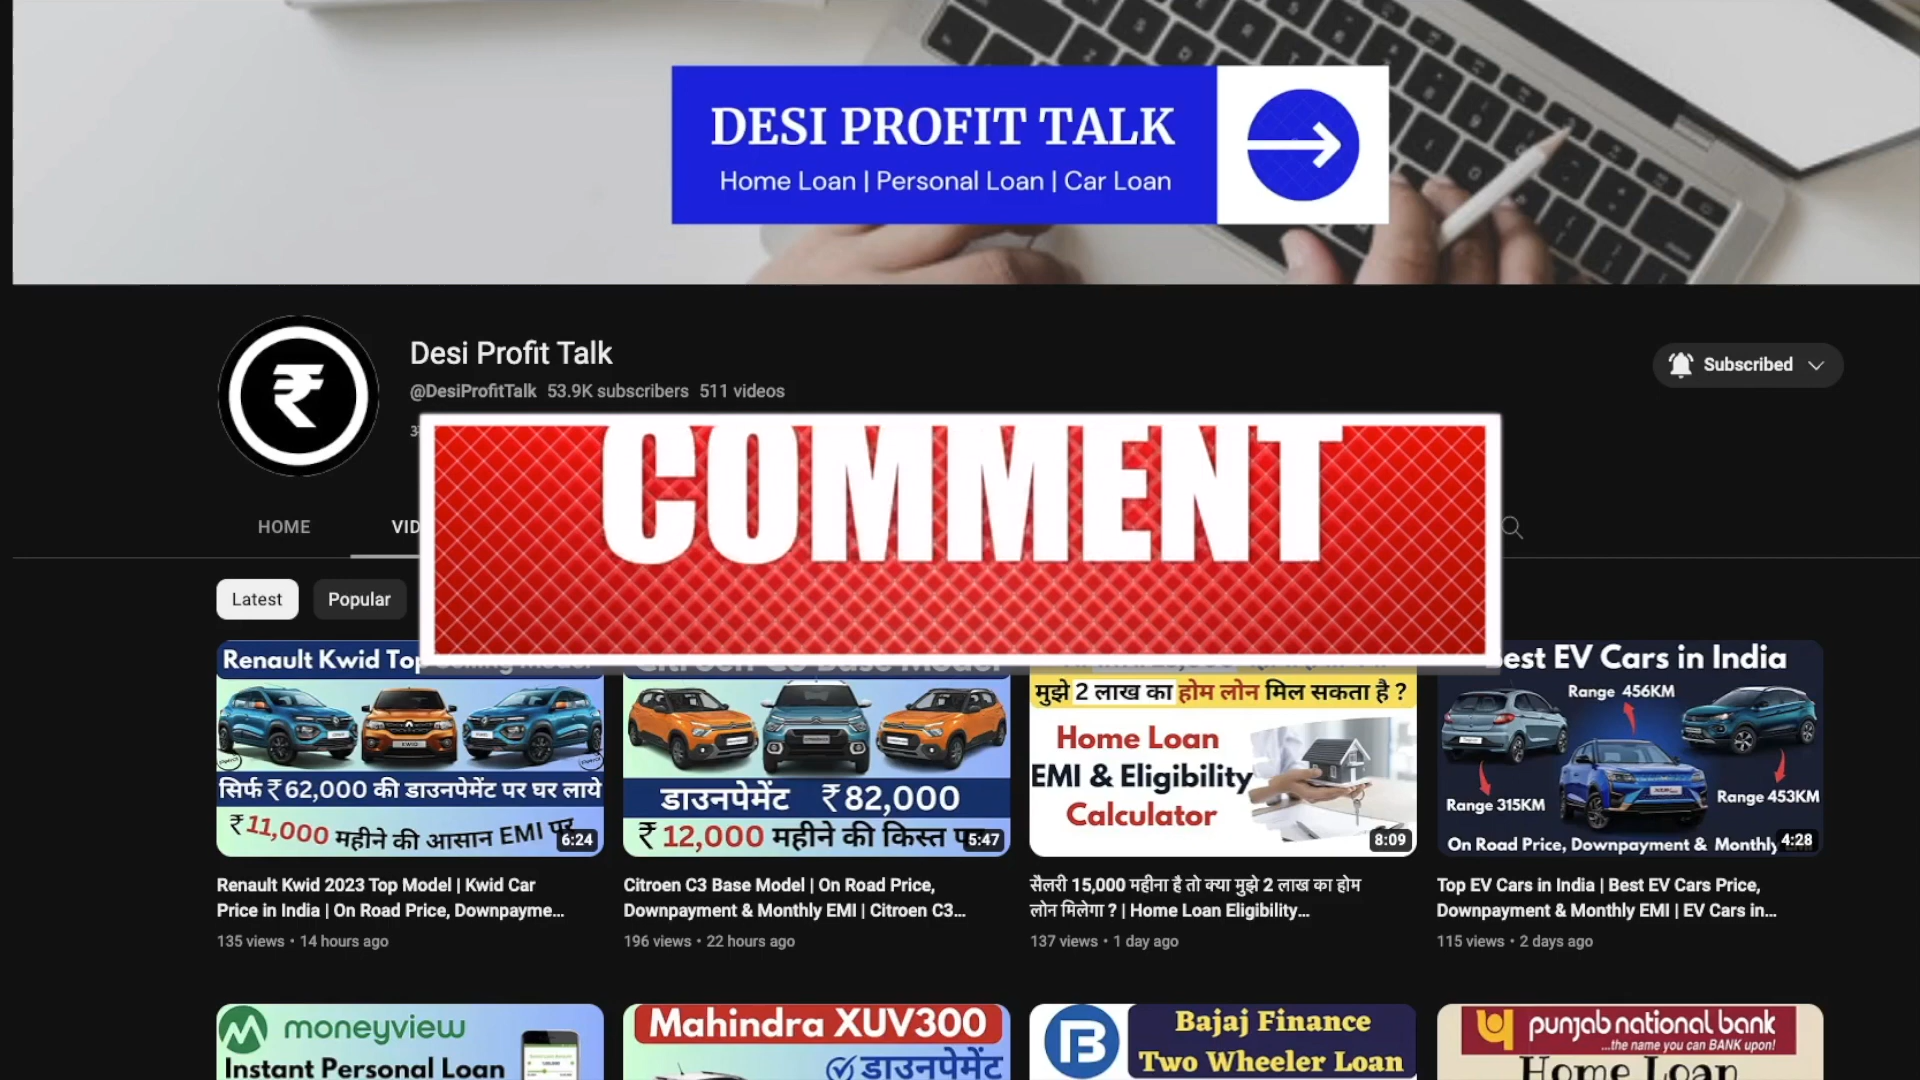 DESI PROFIT TALK
Home Loan | Personal Loan | Car Loan
Desi Profit Talk
@DesiProfitTalk 53.9K subscribers 511 videos
COMMENT
Subscribed
HOME
VID
Latest
Popular
Renault Kwid Top
सिर्फ ₹62,000 की डाउनपेमेंट पर घर लाये
₹11,000 महीने की आसान EMI पर
6:24
Renault Kwid 2023 Top Model | Kwid Car
Price in India | On Road Price, Downpayme...
135 views • 14 hours ago
डाउनपेमेंट ₹82,000
₹12,000 महीने की किस्त
5:47
Citroen C3 Base Model | On Road Price,
Downpayment & Monthly EMI | Citroen C3...
196 views • 22 hours ago
मुझे 2 लाख का होम लोन मिल सकता है ?
Home Loan
EMI & Eligibility
Calculator
8:09
सैलरी 15,000 महीना है तो क्या मुझे 2 लाख का होम
लोन मिलेगा ? | Home Loan Eligibility...
137 views • 1 day ago
Best EV Cars in India
Range 456KM
Range 315KM
Range 453KM
On Road Price, Downpayment & Monthly
4:28
Top EV Cars in India | Best EV Cars Price,
Downpayment & Monthly EMI | EV Cars in...
115 views • 2 days ago
moneyview
Instant Personal Loan
Mahindra XUV300
डाउनपेमेंट
Bajaj Finance
Two Wheeler Loan
punjab national bank
...the name you can BANK upon!
Home Loan